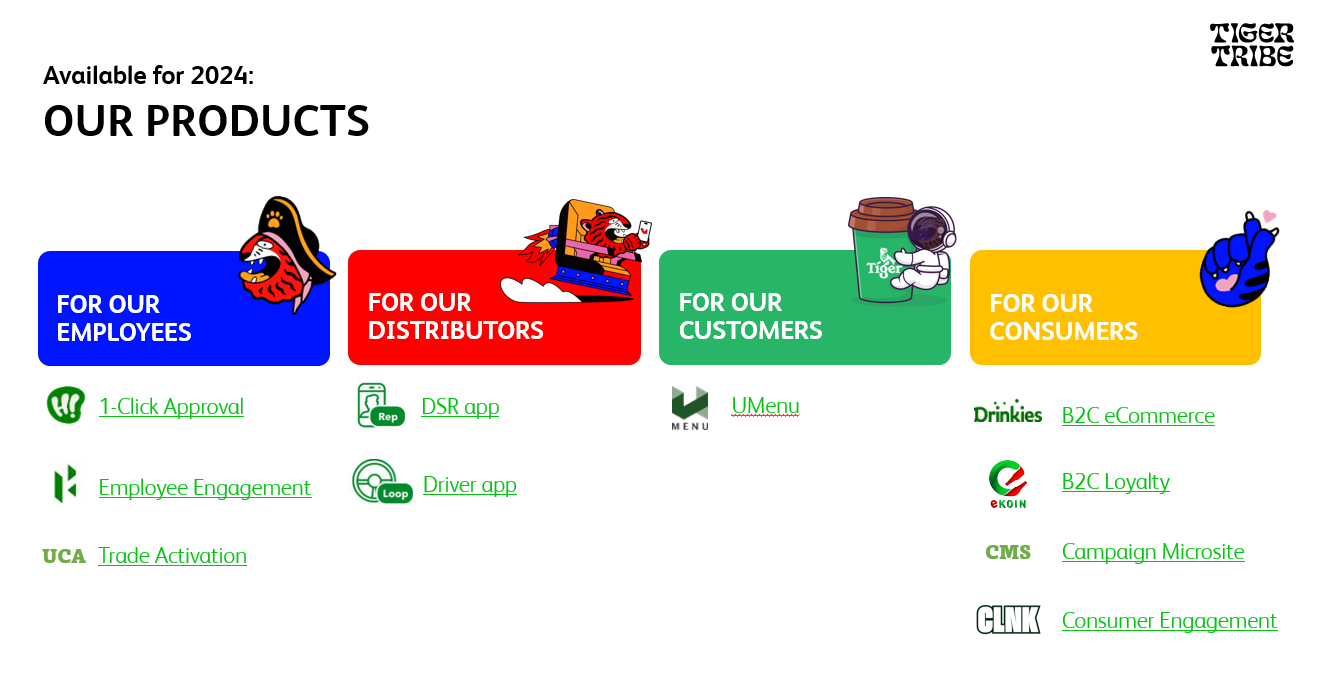 TIGER
TRIBE
Available for 2024:
OUR PRODUCTS
FOR OUR
EMPLOYEES
H! 1-Click Approval
Employee Engagement
UCA Trade Activation
FOR OUR
DISTRIBUTORS
Rep DSR app
Loop Driver app
Tiger
FOR OUR
CUSTOMERS
MENU UMenu
FOR OUR
CONSUMERS
Drinkies B2C eCommerce
eKOIN B2C Loyalty
CMS Campaign Microsite
CLNK Consumer Engagement